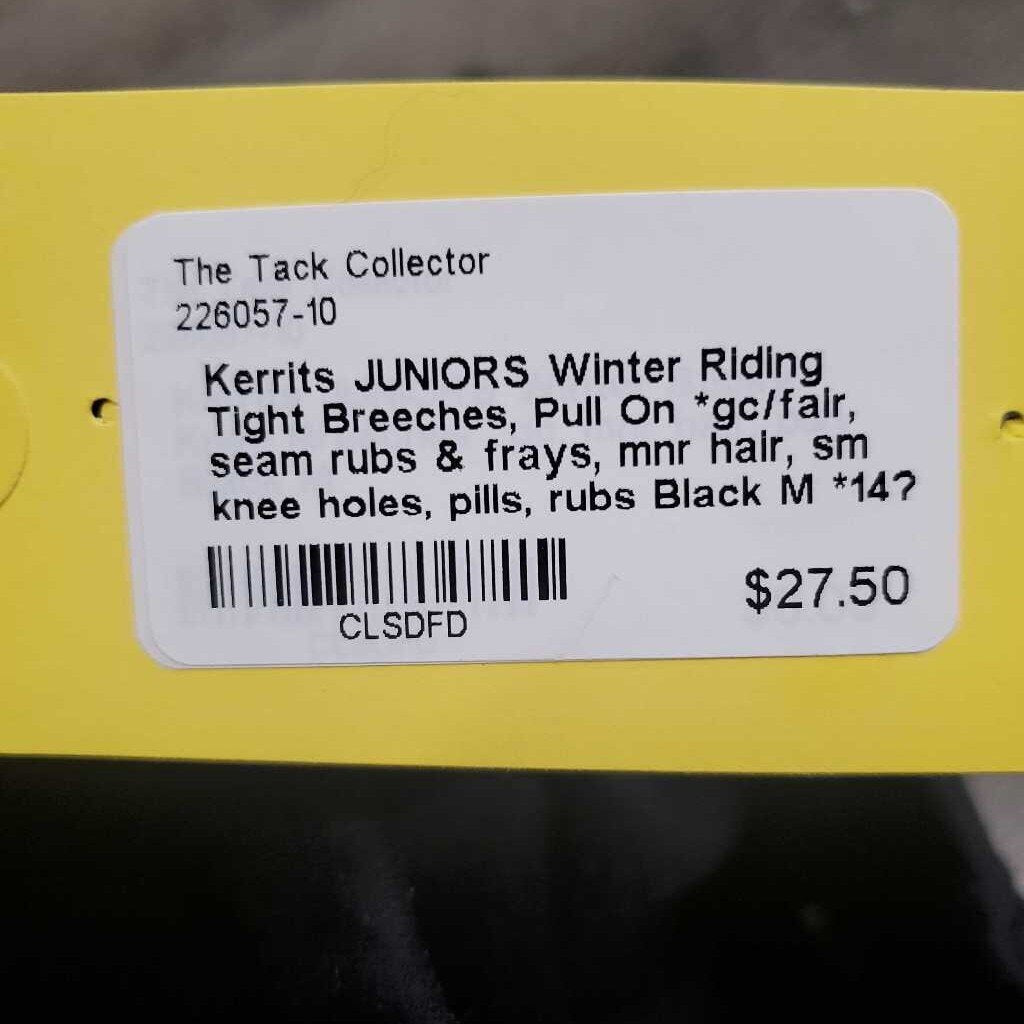 The Tack Collector
226057-10
Kerrits JUNIORS Winter Riding
Tight Breeches, Pull On *gc/fair,
seam rubs & frays, mnr hair, sm
knee holes, pills, rubs Black M *14?
$27.50
CLSDFD